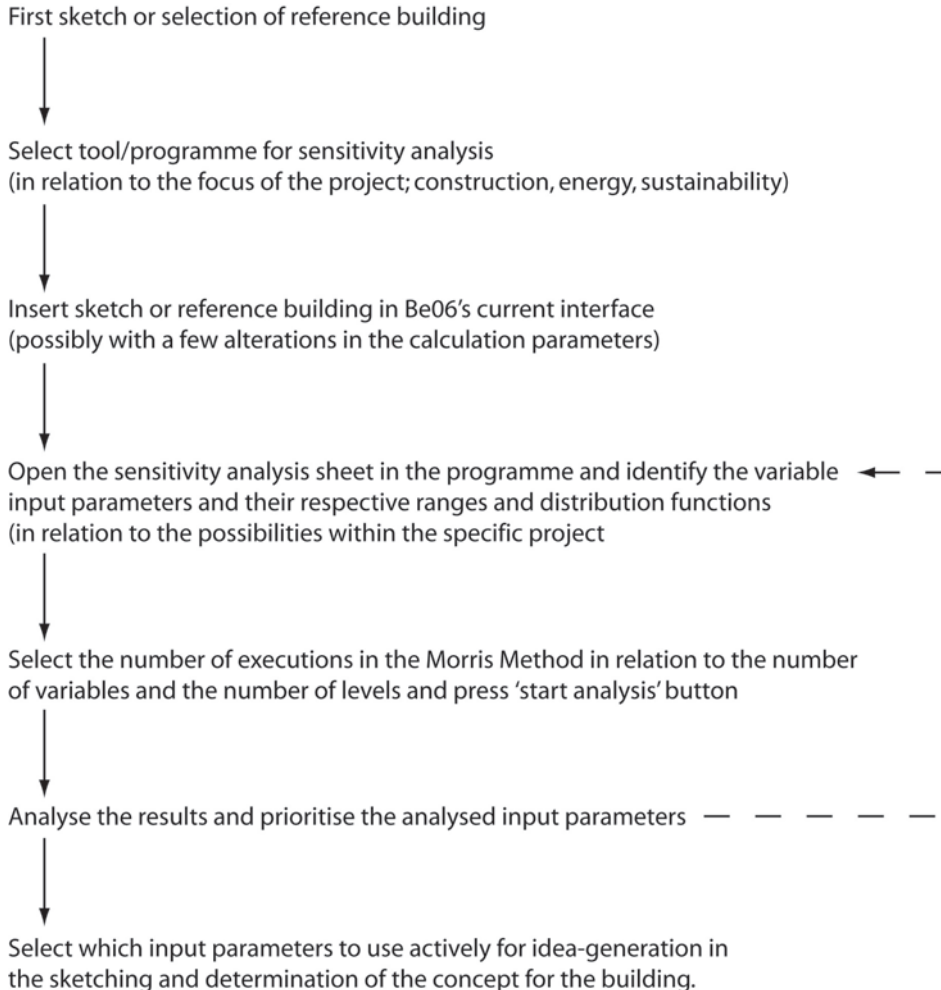 First sketch or selection of reference building
Select tool/programme for sensitivity analysis
(in relation to the focus of the project; construction, energy, sustainability)
Insert sketch or reference building in Be06's current interface
(possibly with a few alterations in the calculation parameters)
Open the sensitivity analysis sheet in the programme and identify the variable
input parameters and their respective ranges and distribution functions
(in relation to the possibilities within the specific project
Select the number of executions in the Morris Method in relation to the number
of variables and the number of levels and press 'start analysis' button
Analyse the results and prioritise the analysed input parameters
Select which input parameters to use actively for idea-generation in
the sketching and determination of the concept for the building.